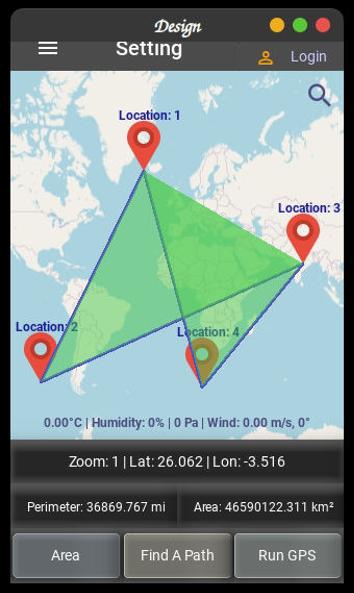 Design
Setting
Login
Location: 1
Location: 3
Location: 2
Location: 4
0.00°C | Humidity: 0% | 0 Pa | Wind: 0.00 m/s, 0°
Zoom: 1 | Lat: 26.062 | Lon: -3.516
Perimeter: 36869.767 mi
Area: 46590122.311 km²
Area
Find A Path
Run GPS